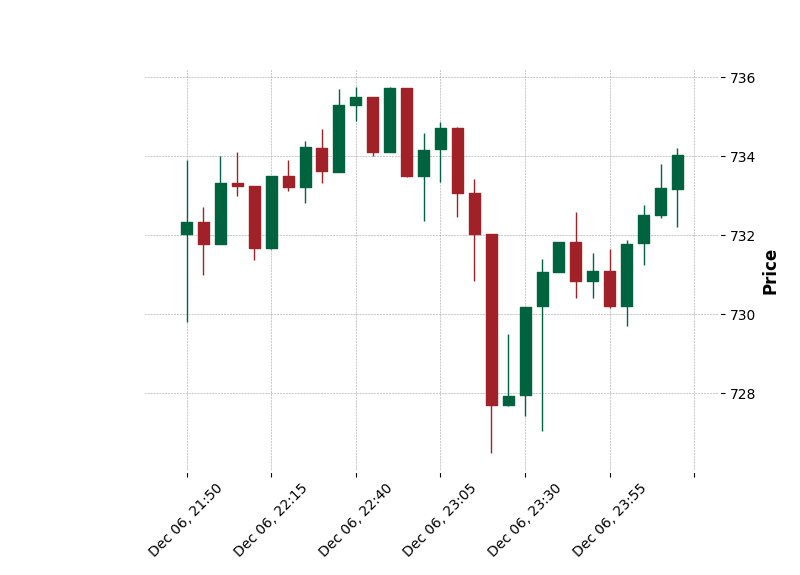 736
734
732
730
728
Price
Dec 06, 21:50
Dec 06, 22:15
Dec 06, 22:40
Dec 06, 23:05
Dec 06, 23:30
Dec 06, 23:55